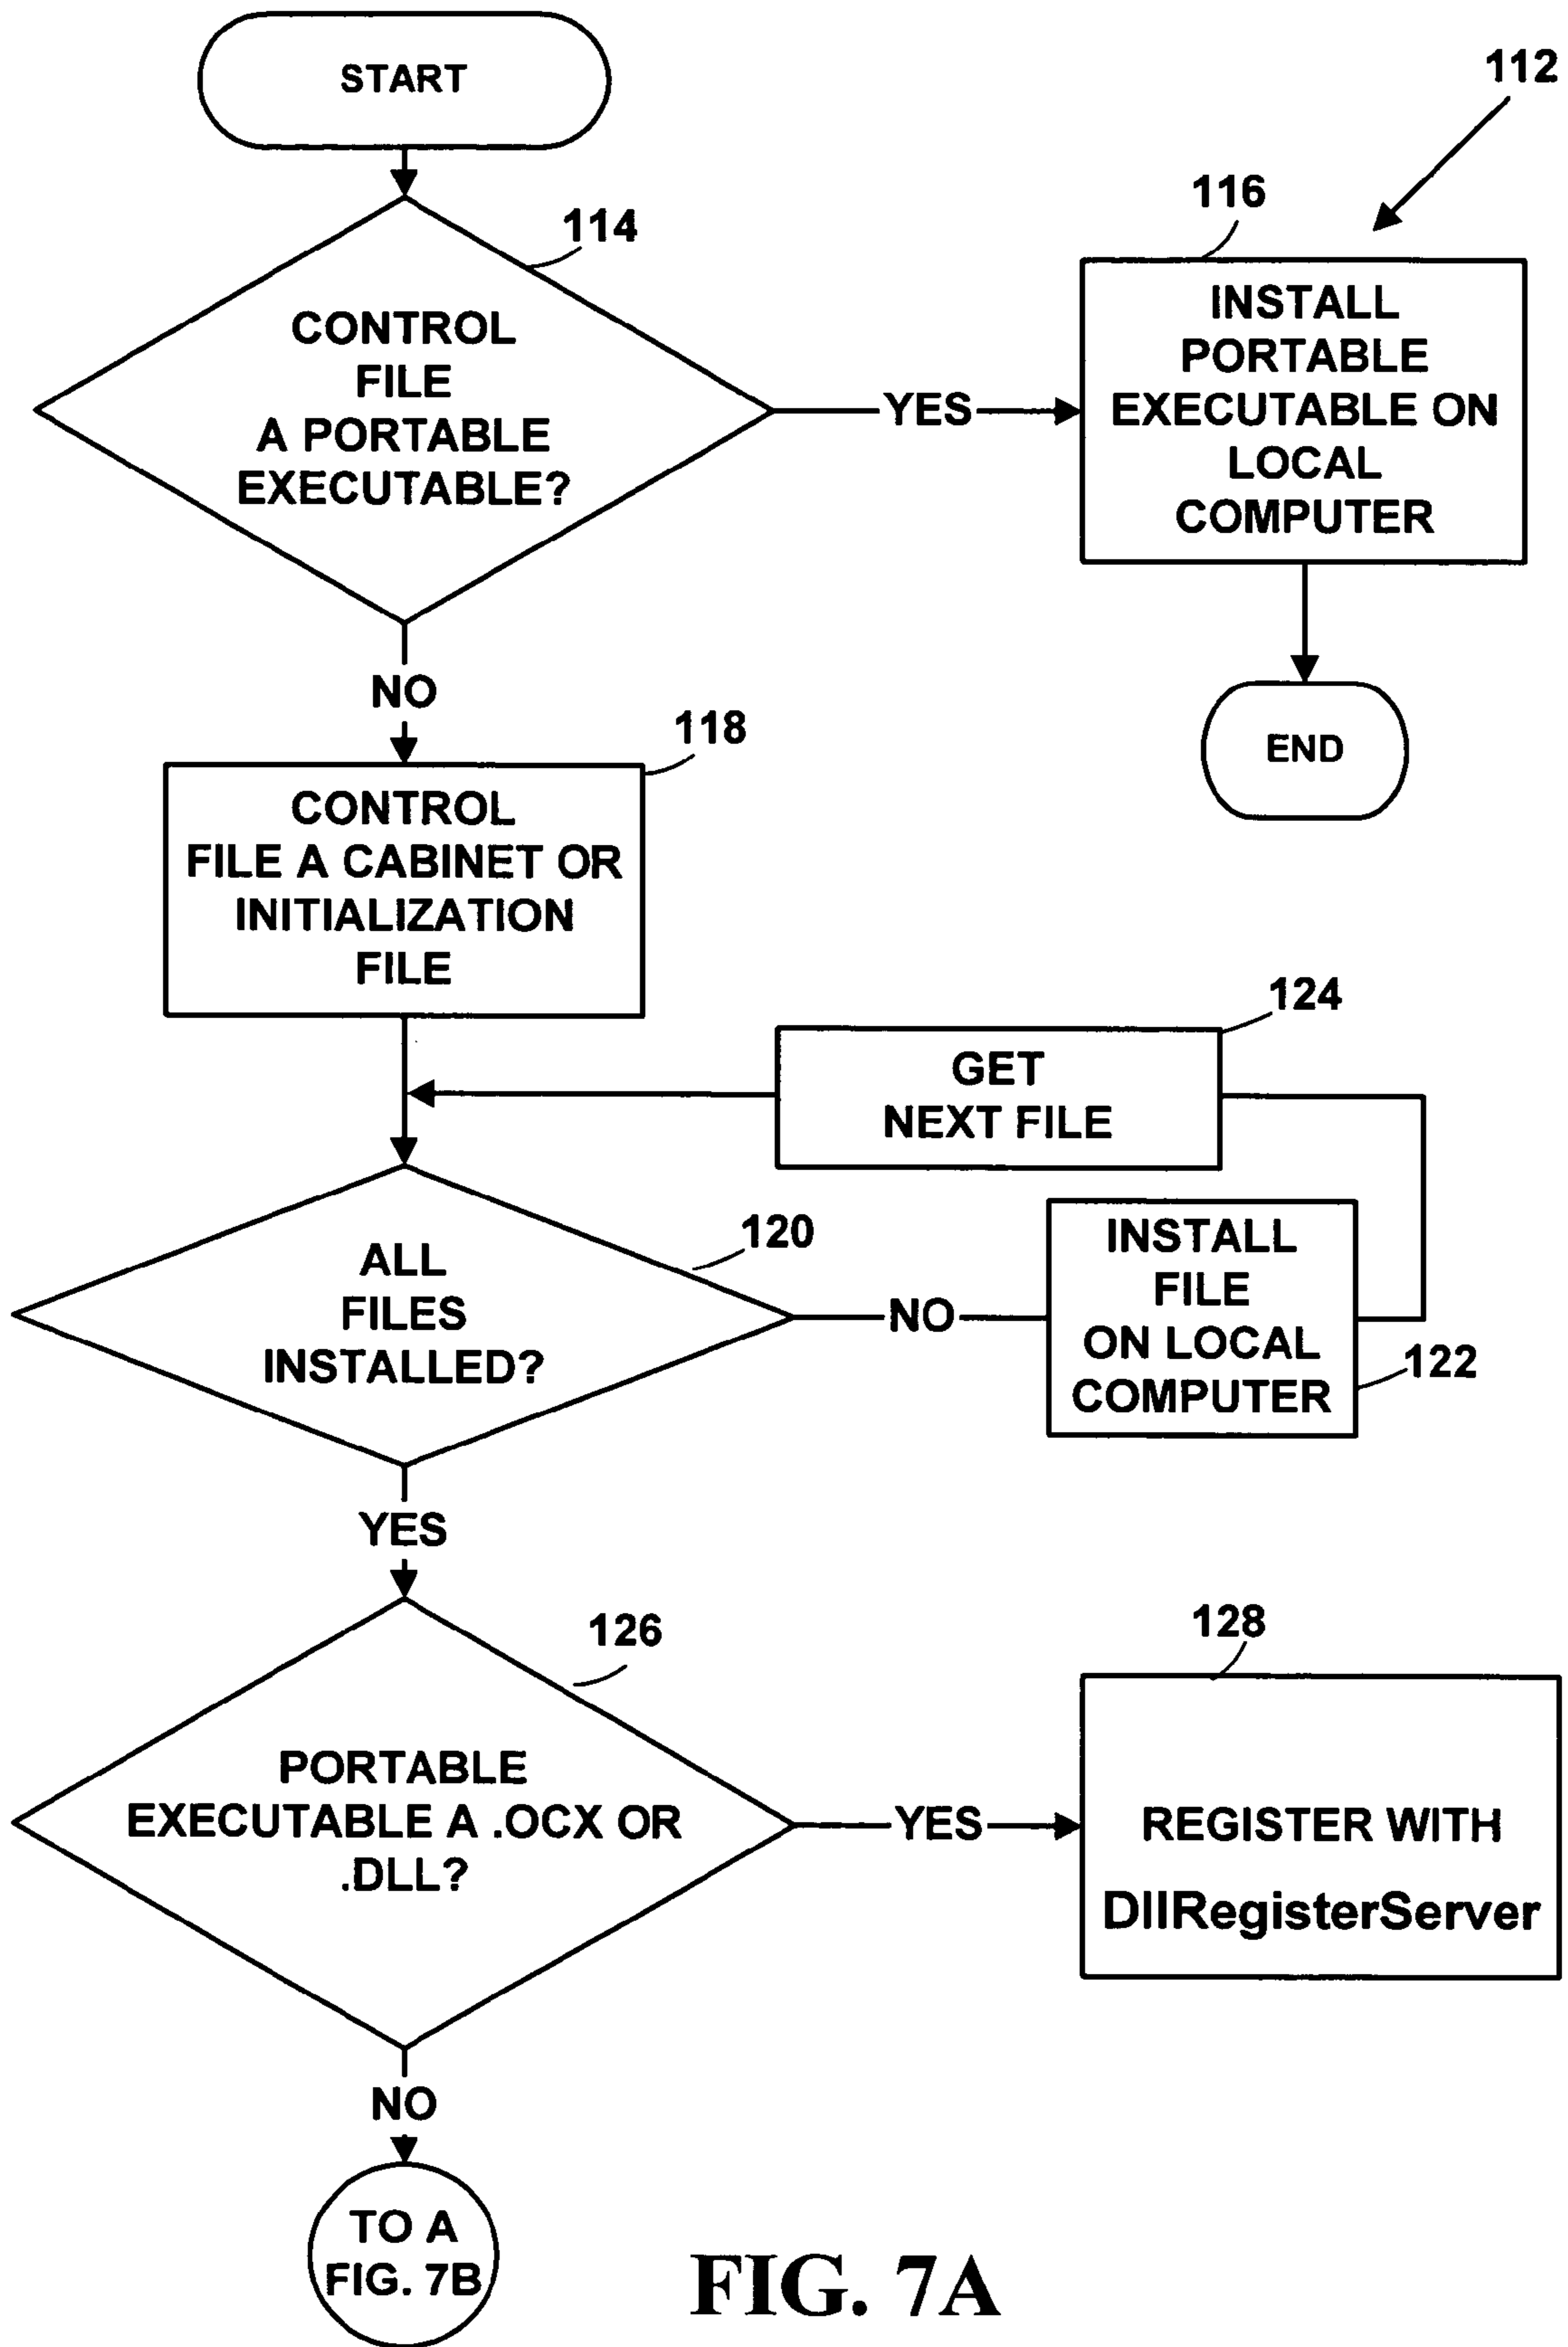 START
112
114
CONTROL
FILE
A PORTABLE
EXECUTABLE?
YES
116
INSTALL
PORTABLE
EXECUTABLE ON
LOCAL
COMPUTER
END
NO
118
CONTROL
FILE A CABINET OR
INITIALIZATION
FILE
124
GET
NEXT FILE
120
ALL
FILES
INSTALLED?
NO
INSTALL
FILE
ON LOCAL
COMPUTER
122
YES
126
PORTABLE
EXECUTABLE A .OCX OR
.DLL?
YES
128
REGISTER WITH
DllRegisterServer
NO
TO A
FIG. 7B
FIG. 7A